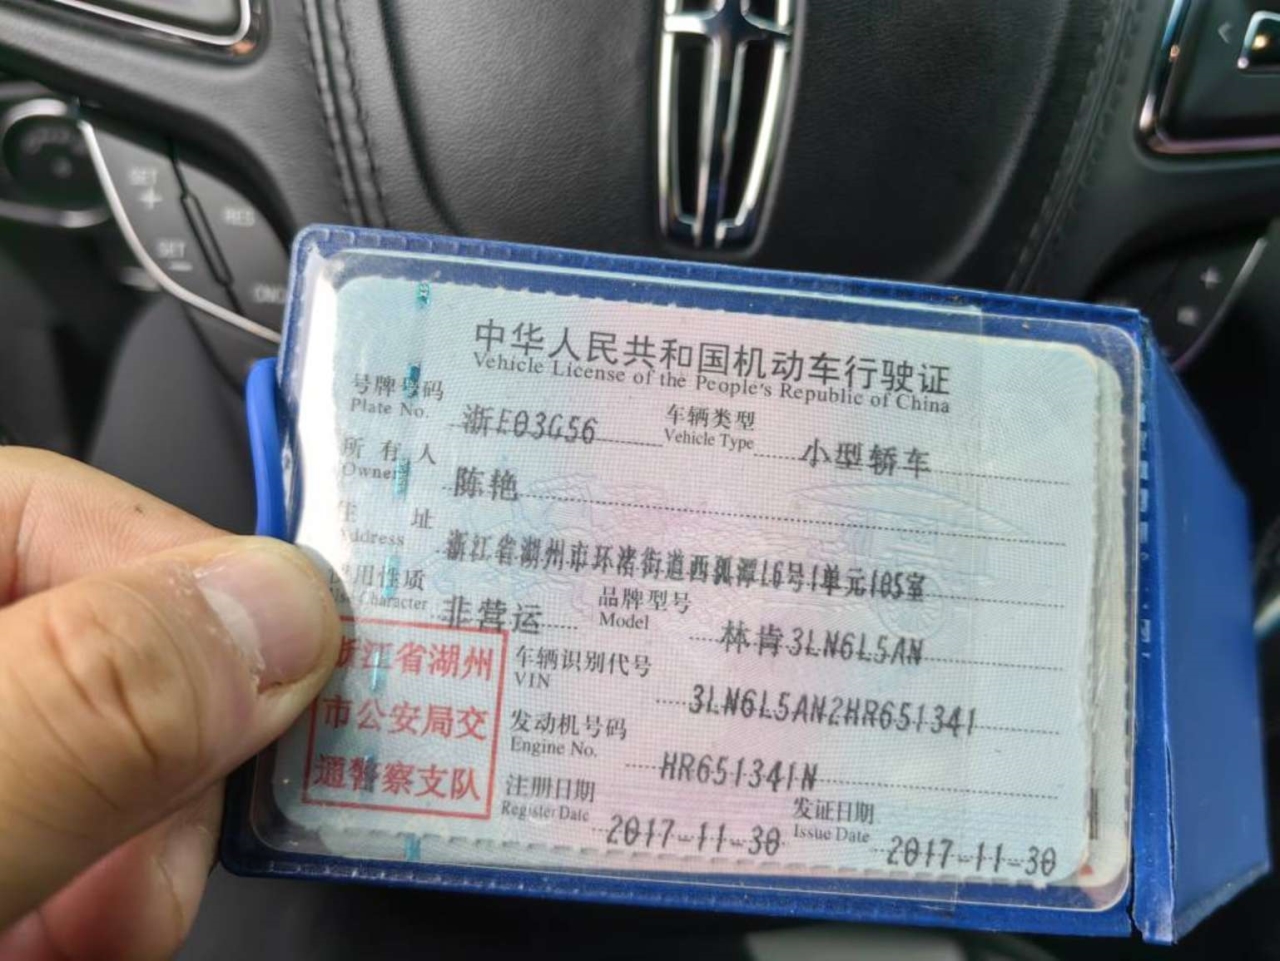 SET
+
RES
SET
—
中华人民共和国机动车行驶证
Vehicle License of the People's Republic of China
号牌号码 浙E03G56 车辆类型 小型轿车
Plate No. Vehicle Type
所有人 陈艳
Owner
住址 浙江省湖州市环渚街道西凯潭16号1单元105室
Address
使用性质 非营运 品牌型号 林肯3LN6L5AN
Character Model
车辆识别代号 3LN6L5AN2HR651341
VIN
发动机号码 HR651341N
Engine No.
注册日期 2017-11-30 发证日期 2017-11-30
Register Date Issue Date
浙江省湖州
市公安局交
通警察支队